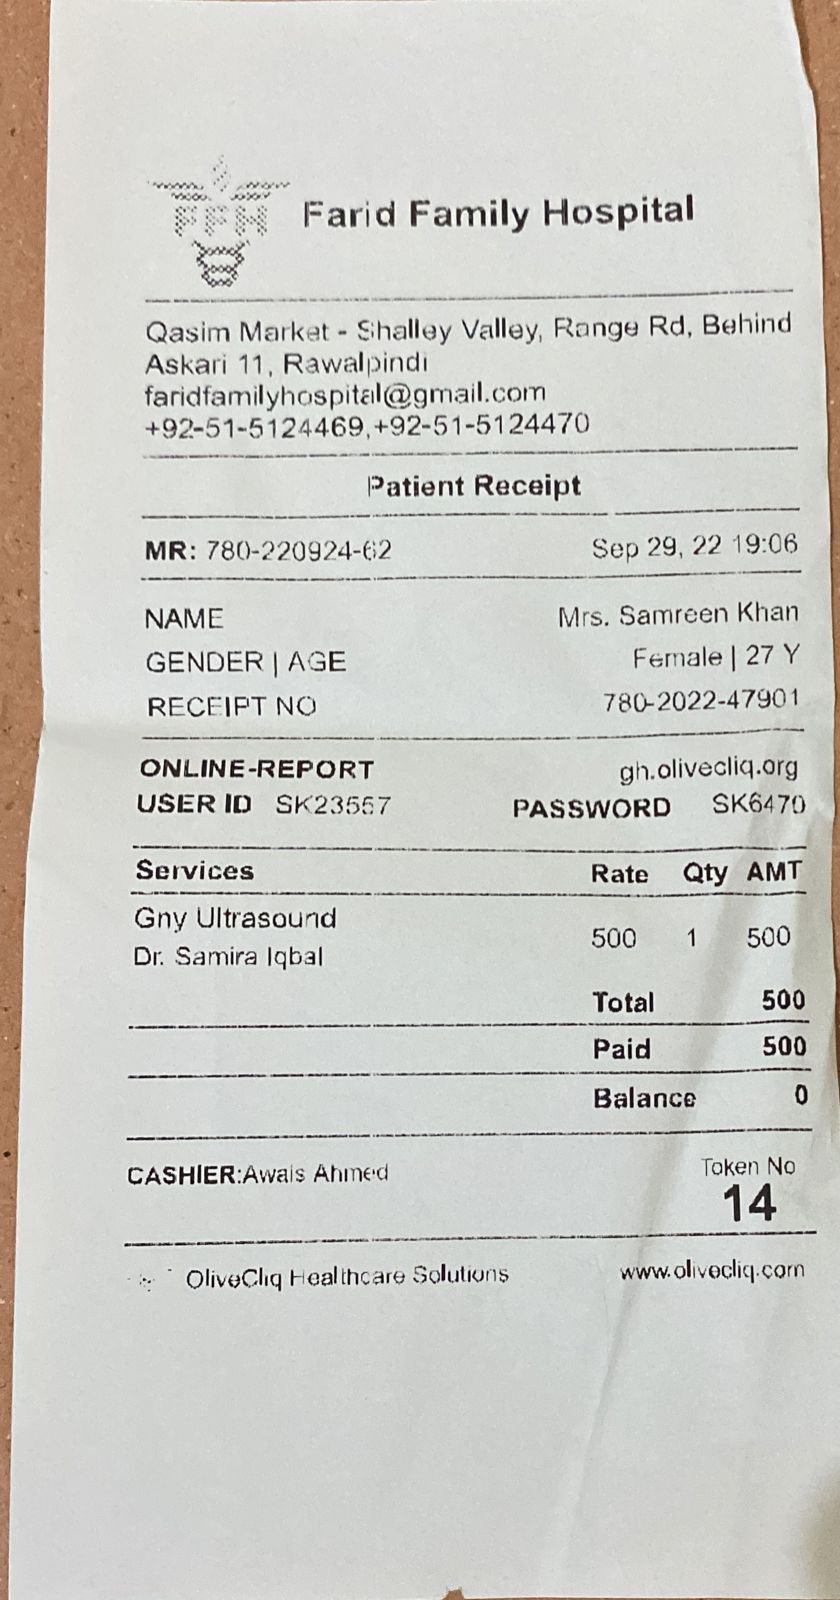 FFH Farid Family Hospital
Qasim Market - Shalley Valley, Range Rd, Behind
Askari 11, Rawalpindi
faridfamilyhospital@gmail.com
+92-51-5124469,+92-51-5124470
Patient Receipt
MR: 780-220924-62 Sep 29, 22 19:06
NAME Mrs. Samreen Khan
GENDER | AGE Female | 27 Y
RECEIPT NO 780-2022-47901
ONLINE-REPORT gh.olivecliq.org
USER ID SK23557 PASSWORD SK6470
Services Rate Qty AMT
Gny Ultrasound
Dr. Samira Iqbal 500 1 500
Total 500
Paid 500
Balance 0
CASHIER:Awais Ahmed Token No
14
OliveCliq Healthcare Solutions www.olivecliq.com